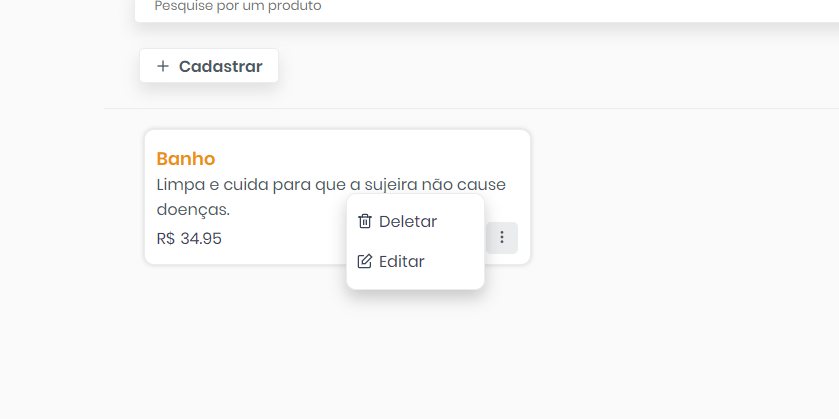 Pesquise por um produto
Cadastrar
Banho
Limpa e cuida para que a sujeira não cause
doenças.
R$ 34.95
Deletar
Editar